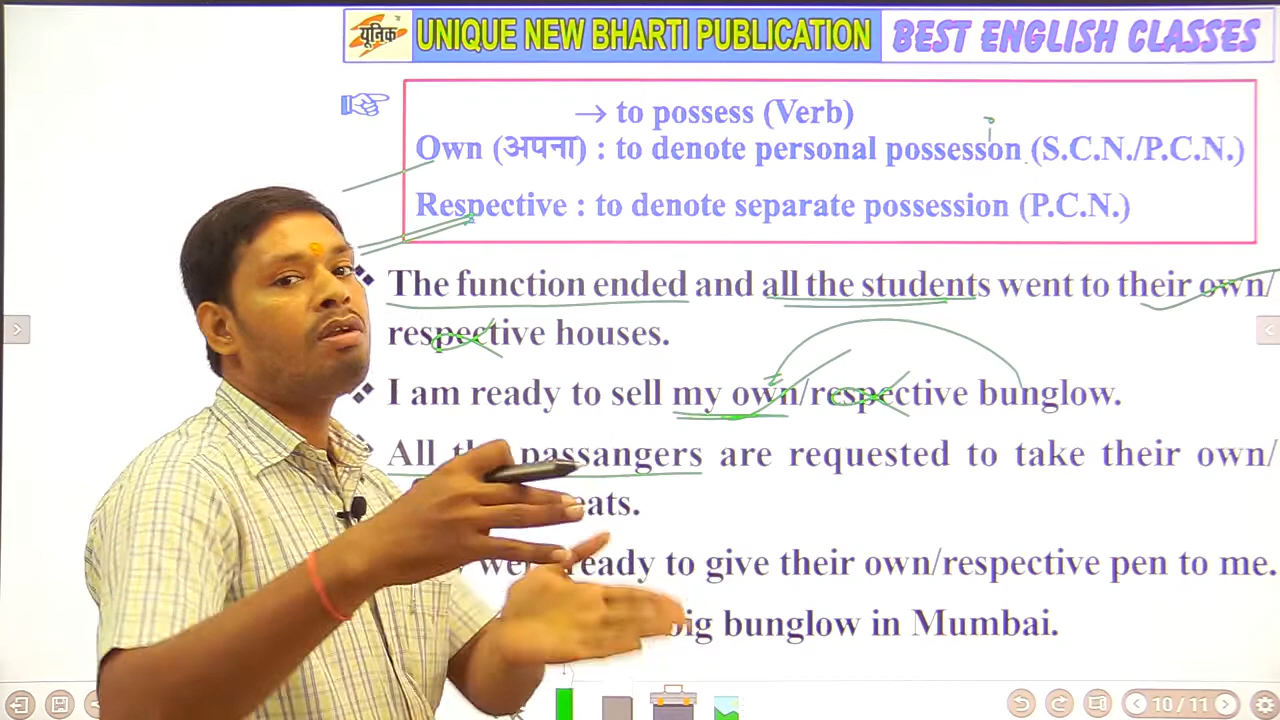 यूनिक UNIQUE NEW BHARTI PUBLICATION BEST ENGLISH CLASSES
→ to possess (Verb)
Own (अपना) : to denote personal possesson (S.C.N./P.C.N.)
Respective : to denote separate possession (P.C.N.)
The function ended and all the students went to their own/
respective houses.
I am ready to sell my own/respective bunglow.
All the passangers are requested to take their own/
eats.
ready to give their own/respective pen to me.
big bunglow in Mumbai.
10/11